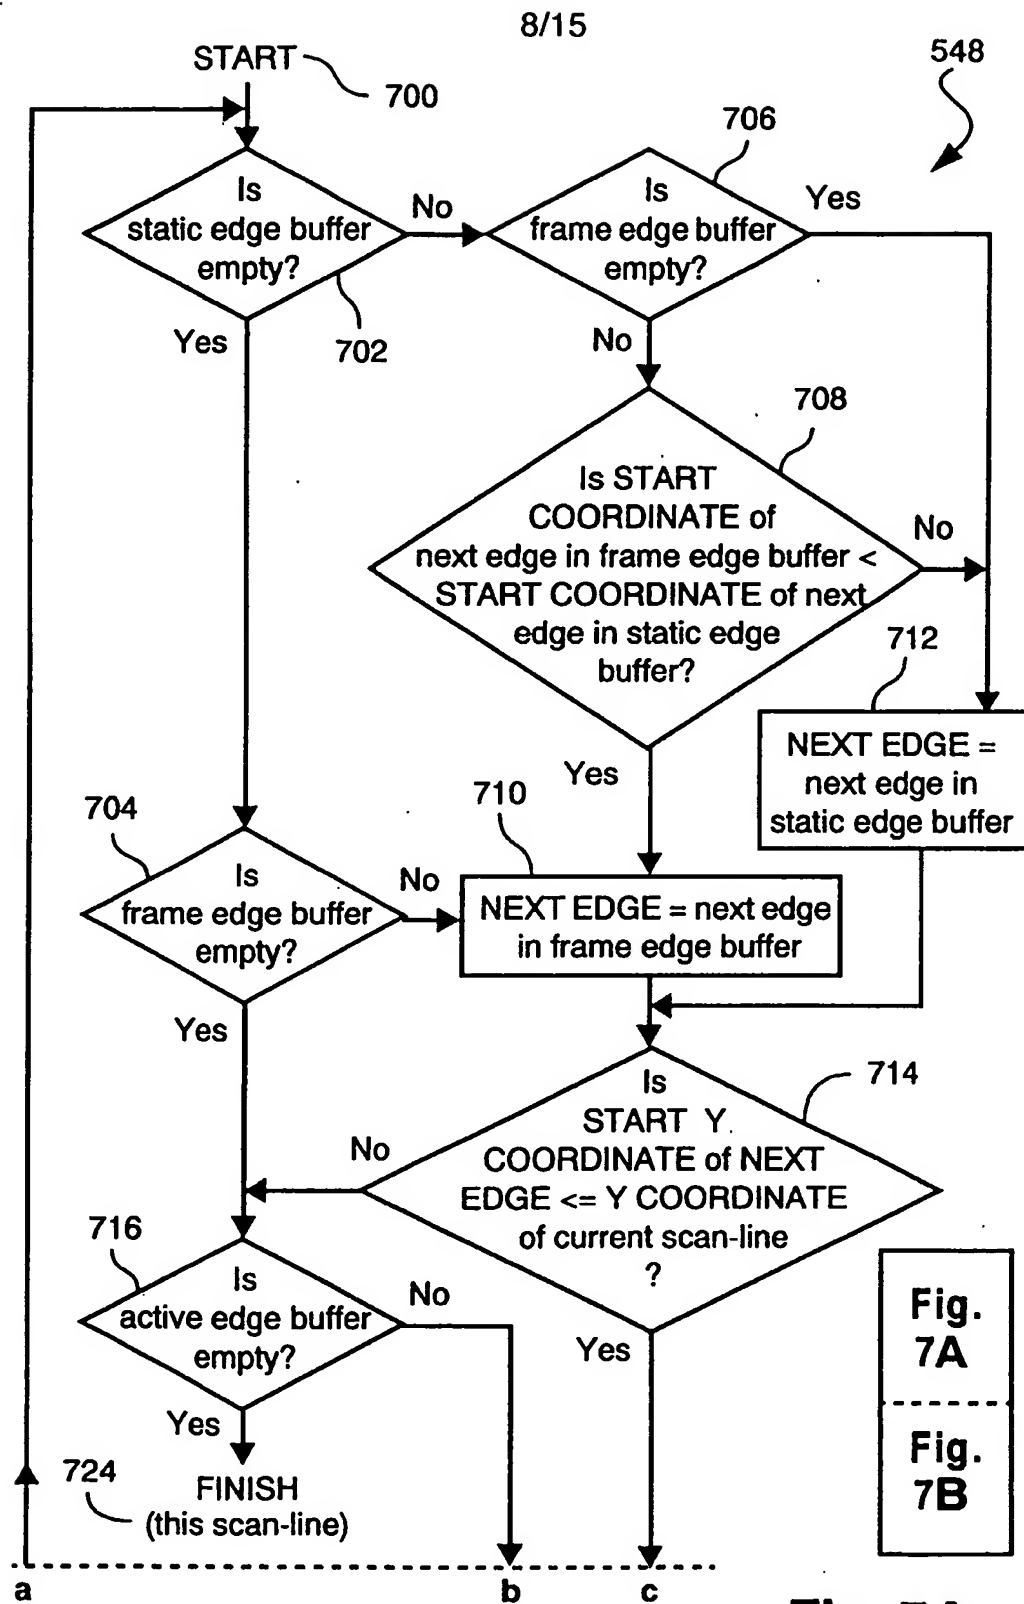 8/15
START
700
548
706
Is
static edge buffer
empty?
No
702
Yes
Is
frame edge buffer
empty?
Yes
No
708
Is START
COORDINATE of
next edge in frame edge buffer <
START COORDINATE of next
edge in static edge
buffer?
No
Yes
712
NEXT EDGE =
next edge in
static edge buffer
704
Is
frame edge buffer
empty?
No
Yes
710
NEXT EDGE = next edge
in frame edge buffer
714
Is
START Y
COORDINATE of NEXT
EDGE <= Y COORDINATE
of current scan-line
?
No
Yes
716
Is
active edge buffer
empty?
No
Yes
724
FINISH
(this scan-line)
Fig.
7A
Fig.
7B
a
b
c